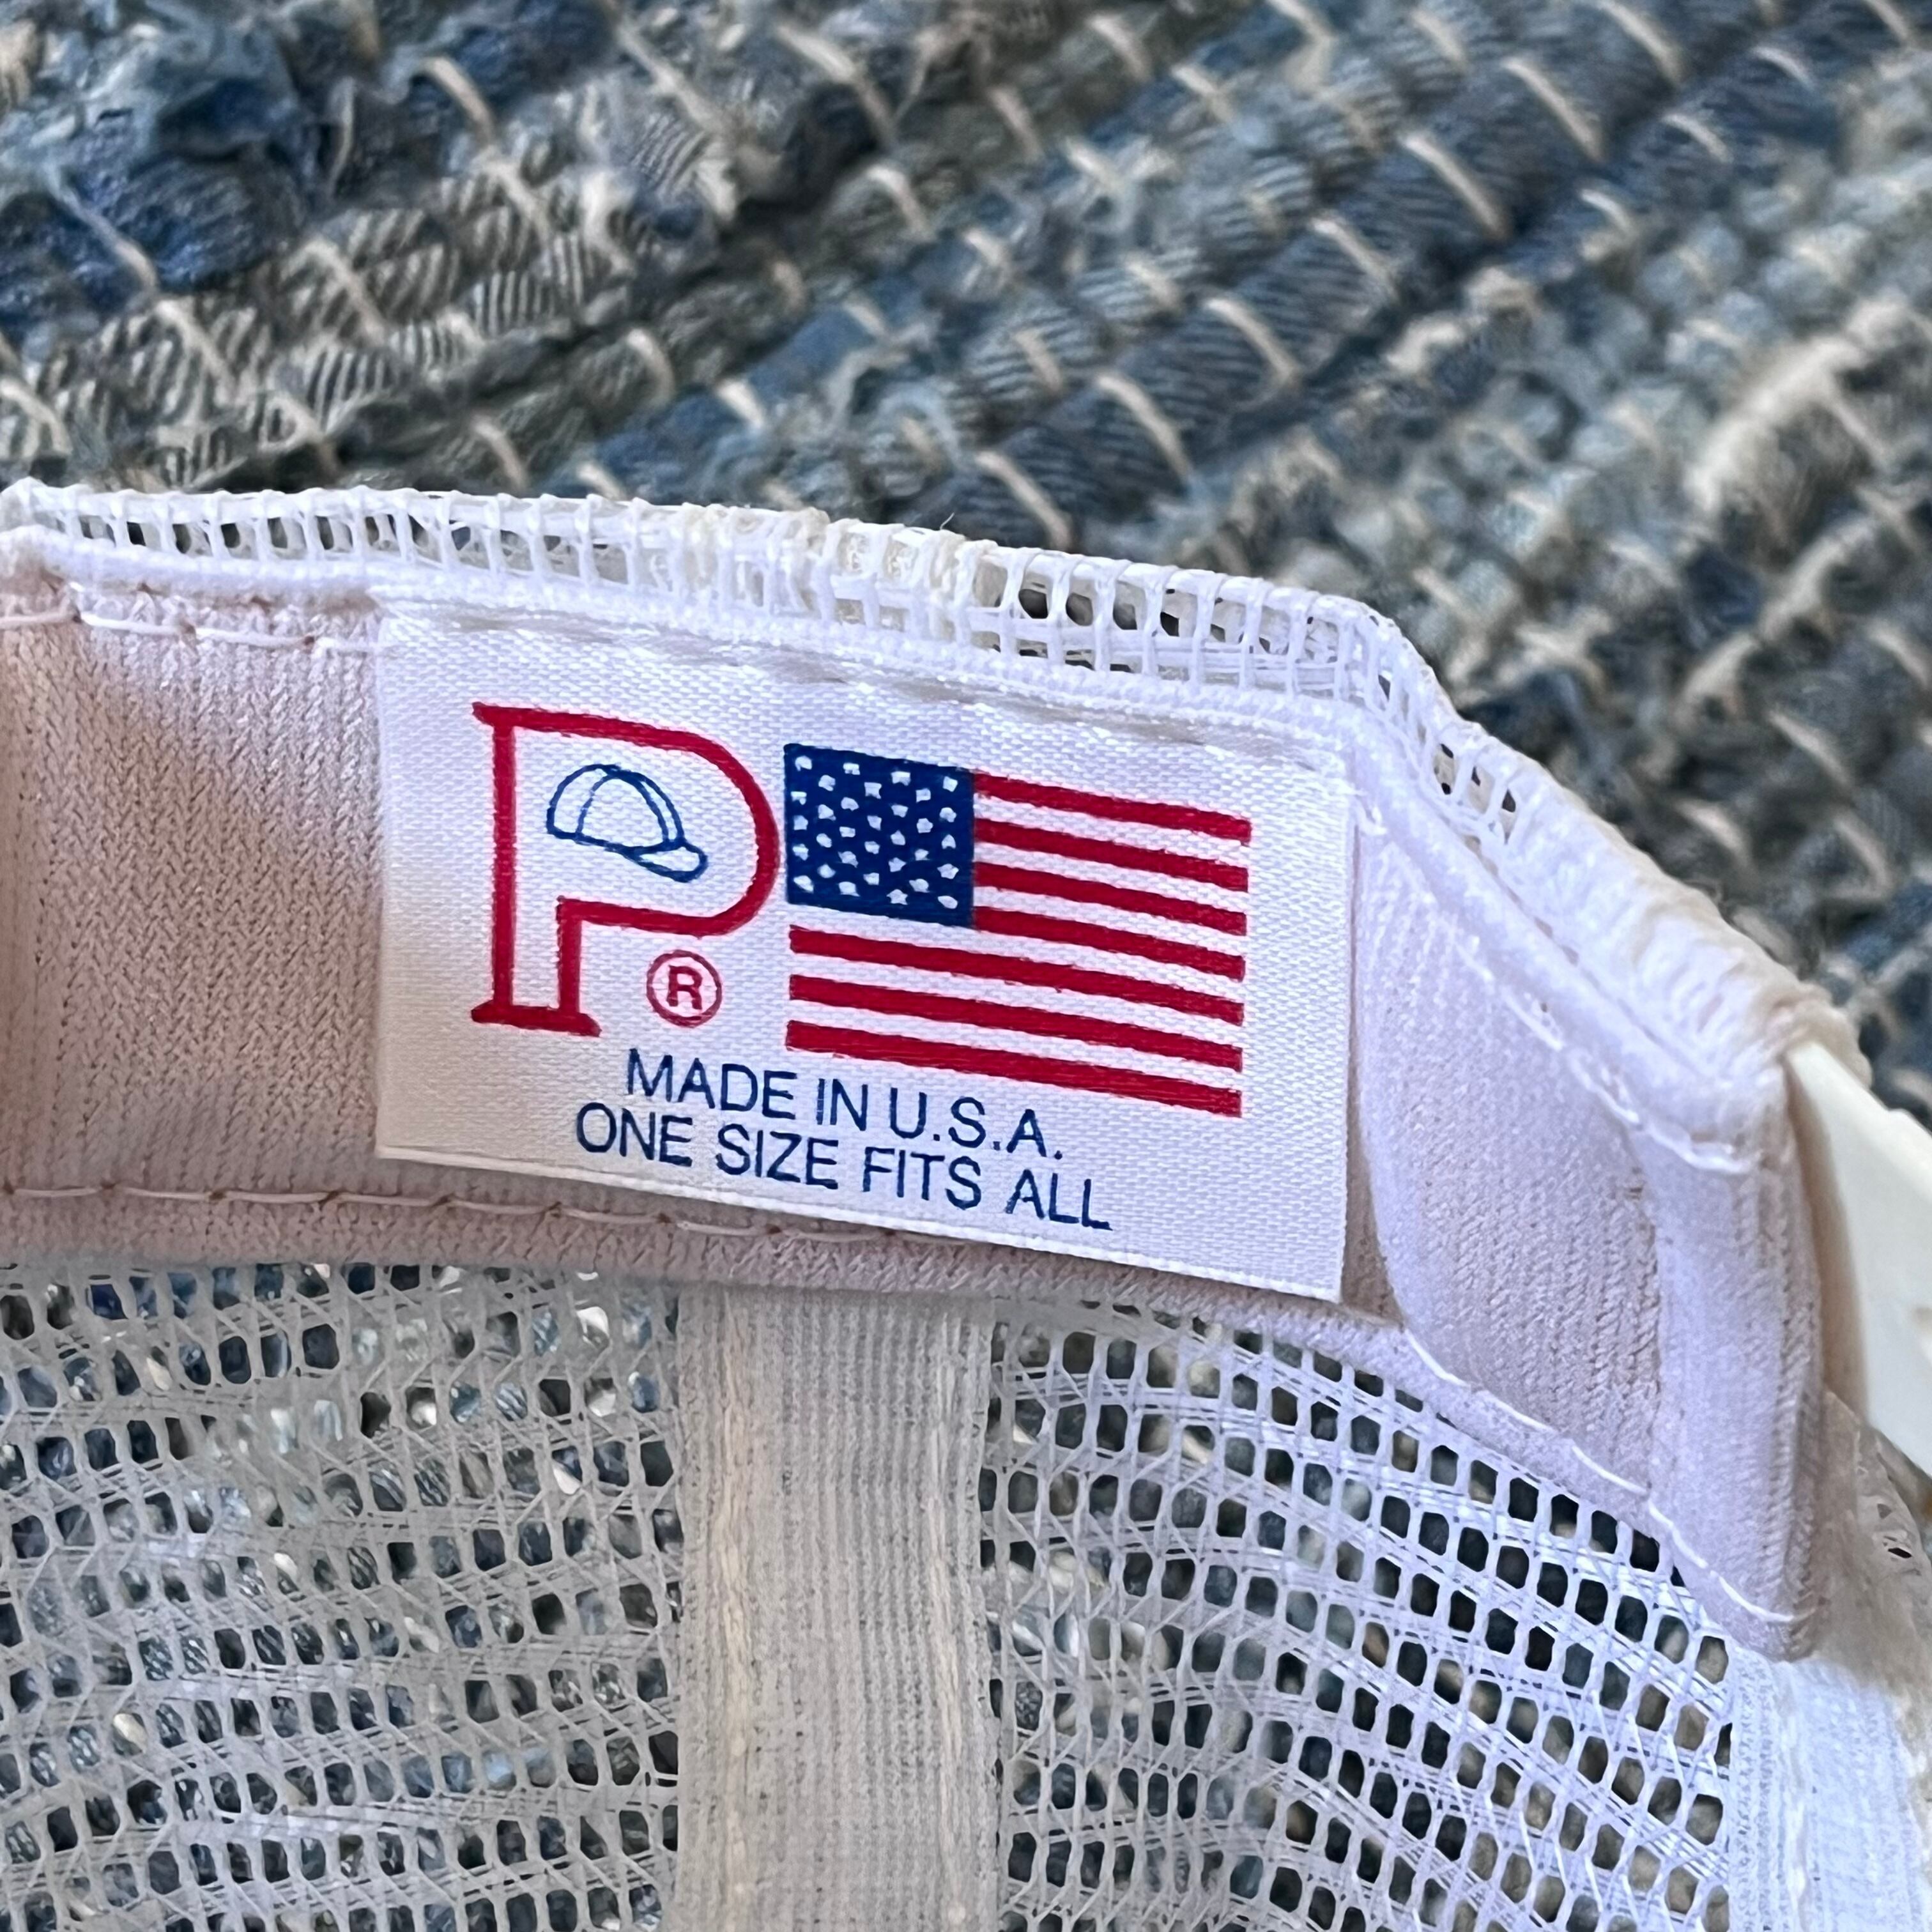 P
®
MADE IN U.S.A.
ONE SIZE FITS ALL